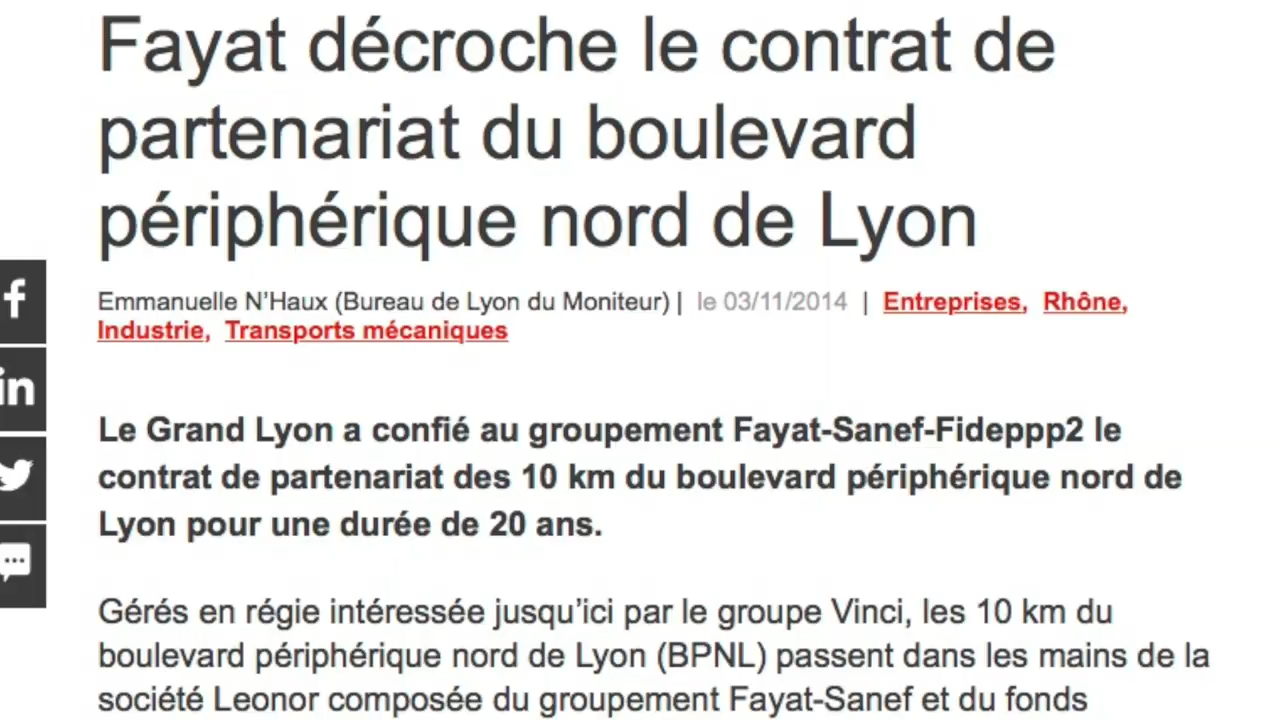 Fayat décroche le contrat de
partenariat du boulevard
périphérique nord de Lyon
Emmanuelle N’Haux (Bureau de Lyon du Moniteur) | le 03/11/2014 | Entreprises, Rhône,
Industrie, Transports mécaniques
Le Grand Lyon a confié au groupement Fayat-Sanef-Fideppp2 le
contrat de partenariat des 10 km du boulevard périphérique nord de
Lyon pour une durée de 20 ans.
Gérés en régie intéressée jusqu’ici par le groupe Vinci, les 10 km du
boulevard périphérique nord de Lyon (BPNL) passent dans les mains de la
société Leonor composée du groupement Fayat-Sanef et du fonds